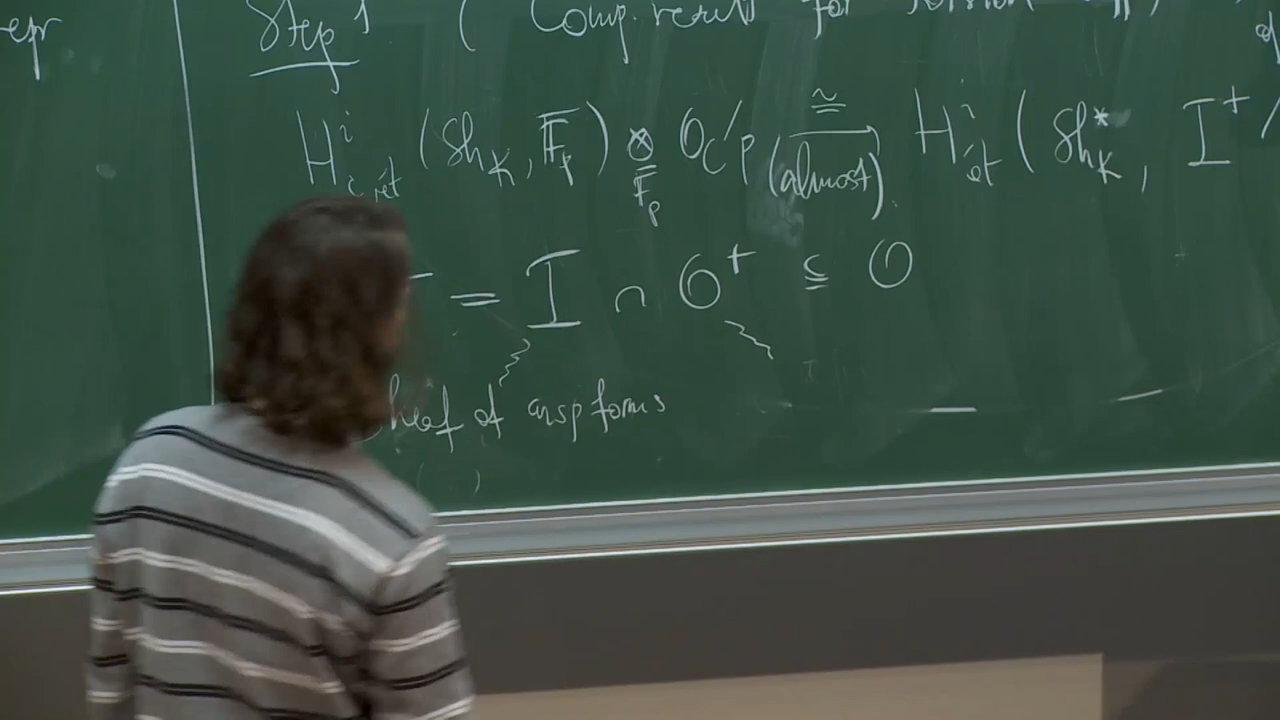 Step 1 ( Comp. result for torsion
H^i_{c, ét} (Sh_K, 𝔽_p) ⊗_{𝔽_p} O_C/p ≅→ (almost) H^i_{ét} ( Sh^*_K, I^+ /
= I ∩ O^+ ⊆ O
sheaf of cusp forms